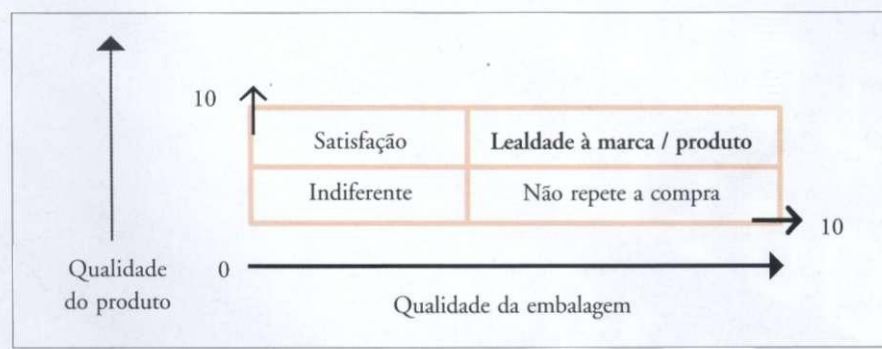 10
Satisfação
Lealdade à marca / produto
Indiferente
Não repete a compra
10
Qualidade
do produto
0
Qualidade da embalagem